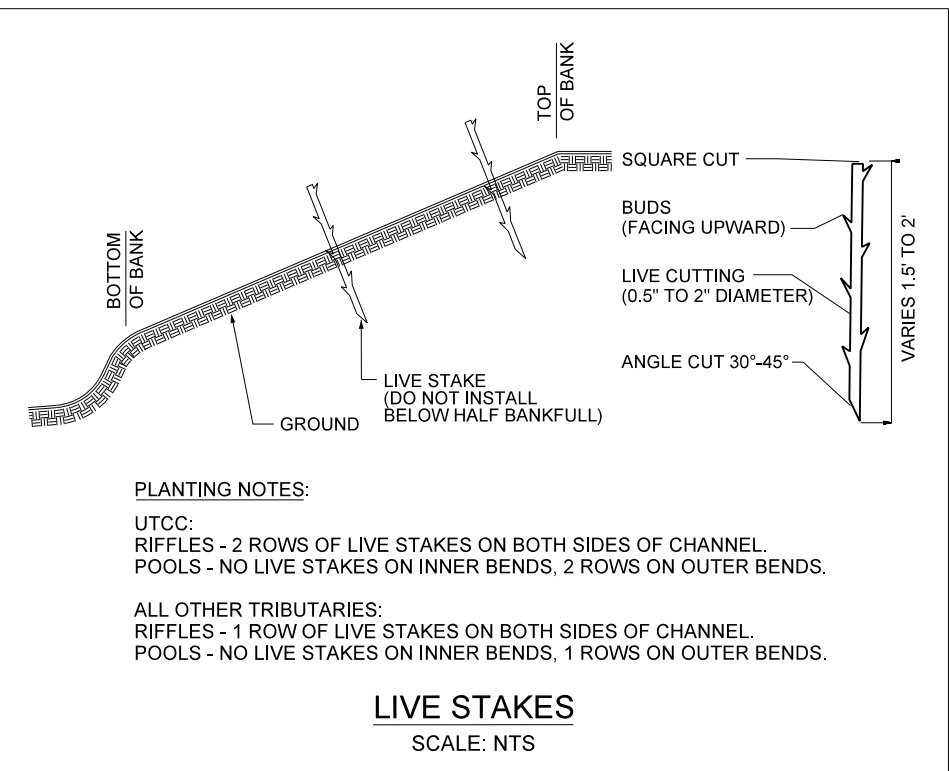 TOP
OF BANK
BOTTOM
OF BANK
SQUARE CUT
BUDS
(FACING UPWARD)
LIVE CUTTING
(0.5" TO 2" DIAMETER)
ANGLE CUT 30°-45°
VARIES 1.5' TO 2'
LIVE STAKE
(DO NOT INSTALL
BELOW HALF BANKFULL)
GROUND
PLANTING NOTES:
UTCC:
RIFFLES - 2 ROWS OF LIVE STAKES ON BOTH SIDES OF CHANNEL.
POOLS - NO LIVE STAKES ON INNER BENDS, 2 ROWS ON OUTER BENDS.
ALL OTHER TRIBUTARIES:
RIFFLES - 1 ROW OF LIVE STAKES ON BOTH SIDES OF CHANNEL.
POOLS - NO LIVE STAKES ON INNER BENDS, 1 ROWS ON OUTER BENDS.
LIVE STAKES
SCALE: NTS